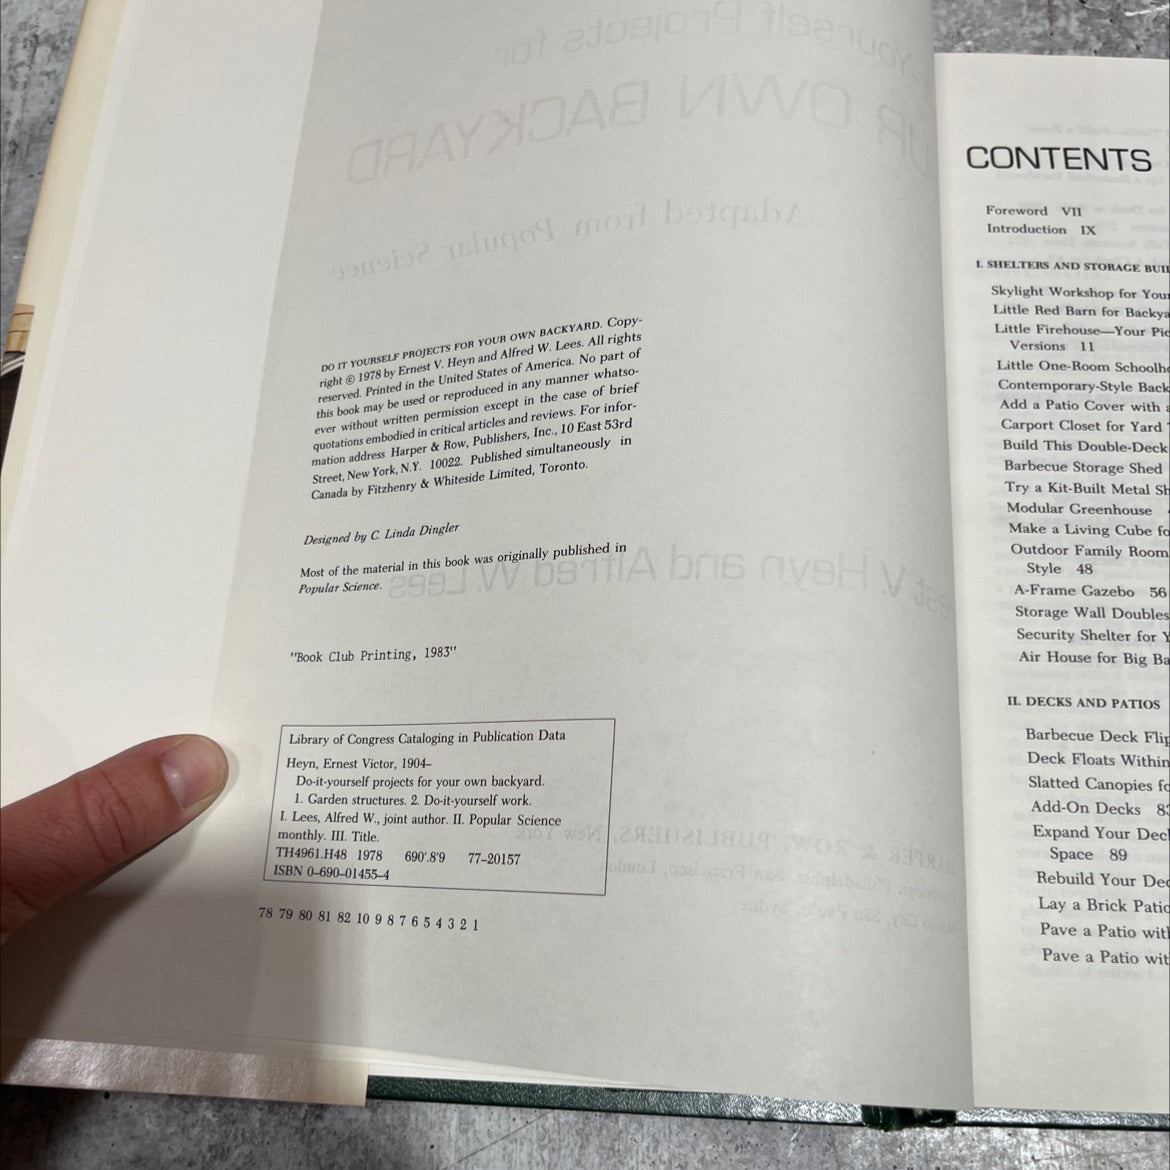 DO IT YOURSELF PROJECTS FOR YOUR OWN BACKYARD. Copy-
right © 1978 by Ernest V. Heyn and Alfred W. Lees. All rights
reserved. Printed in the United States of America. No part of
this book may be used or reproduced in any manner whatso-
ever without written permission except in the case of brief
quotations embodied in critical articles and reviews. For infor-
mation address Harper & Row, Publishers, Inc., 10 East 53rd
Street, New York, N.Y. 10022. Published simultaneously in
Canada by Fitzhenry & Whiteside Limited, Toronto.
Designed by C. Linda Dingler
Most of the material in this book was originally published in
Popular Science.
"Book Club Printing, 1983"
Library of Congress Cataloging in Publication Data
Heyn, Ernest Victor, 1904–
Do-it-yourself projects for your own backyard.
1. Garden structures. 2. Do-it-yourself work.
I. Lees, Alfred W., joint author. II. Popular Science
monthly. III. Title.
TH4961.H48 1978 690'.8'9 77-20157
ISBN 0-690-01455-4
78 79 80 81 82 10 9 8 7 6 5 4 3 2 1
CONTENTS
Foreword VII
Introduction IX
I. SHELTERS AND STORAGE BUIL
Skylight Workshop for Your
Little Red Barn for Backya
Little Firehouse—Your Pic
Versions 11
Little One-Room Schoolho
Contemporary-Style Back
Add a Patio Cover with
Carport Closet for Yard
Build This Double-Deck
Barbecue Storage Shed
Try a Kit-Built Metal Sh
Modular Greenhouse
Make a Living Cube fo
Outdoor Family Room
Style 48
A-Frame Gazebo 56
Storage Wall Doubles
Security Shelter for Y
Air House for Big Ba
II. DECKS AND PATIOS
Barbecue Deck Flip
Deck Floats Within
Slatted Canopies fo
Add-On Decks 8
Expand Your Decl
Space 89
Rebuild Your Dec
Lay a Brick Patio
Pave a Patio wit
Pave a Patio wit